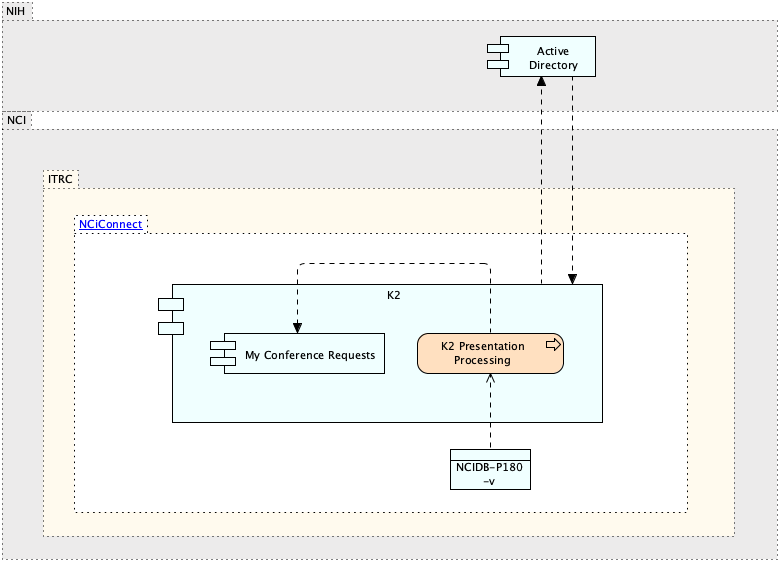 NIH
Active
Directory
NCI
ITRC
NCiConnect
K2
My Conference Requests
K2 Presentation
Processing
NCIDB-P180
-v